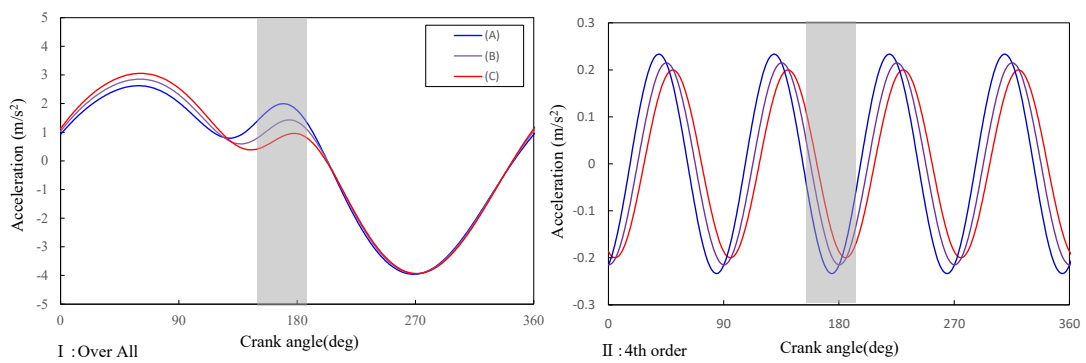 5
4
3
2
1
0
-1
-2
-3
-4
-5
Acceleration (m/s²)
(A)
(B)
(C)
0 90 180 270 360
Crank angle(deg)
Ⅰ :Over All
0.3
0.2
0.1
0
-0.1
-0.2
-0.3
Acceleration (m/s²)
0 90 180 270 360
Crank angle(deg)
Ⅱ :4th order